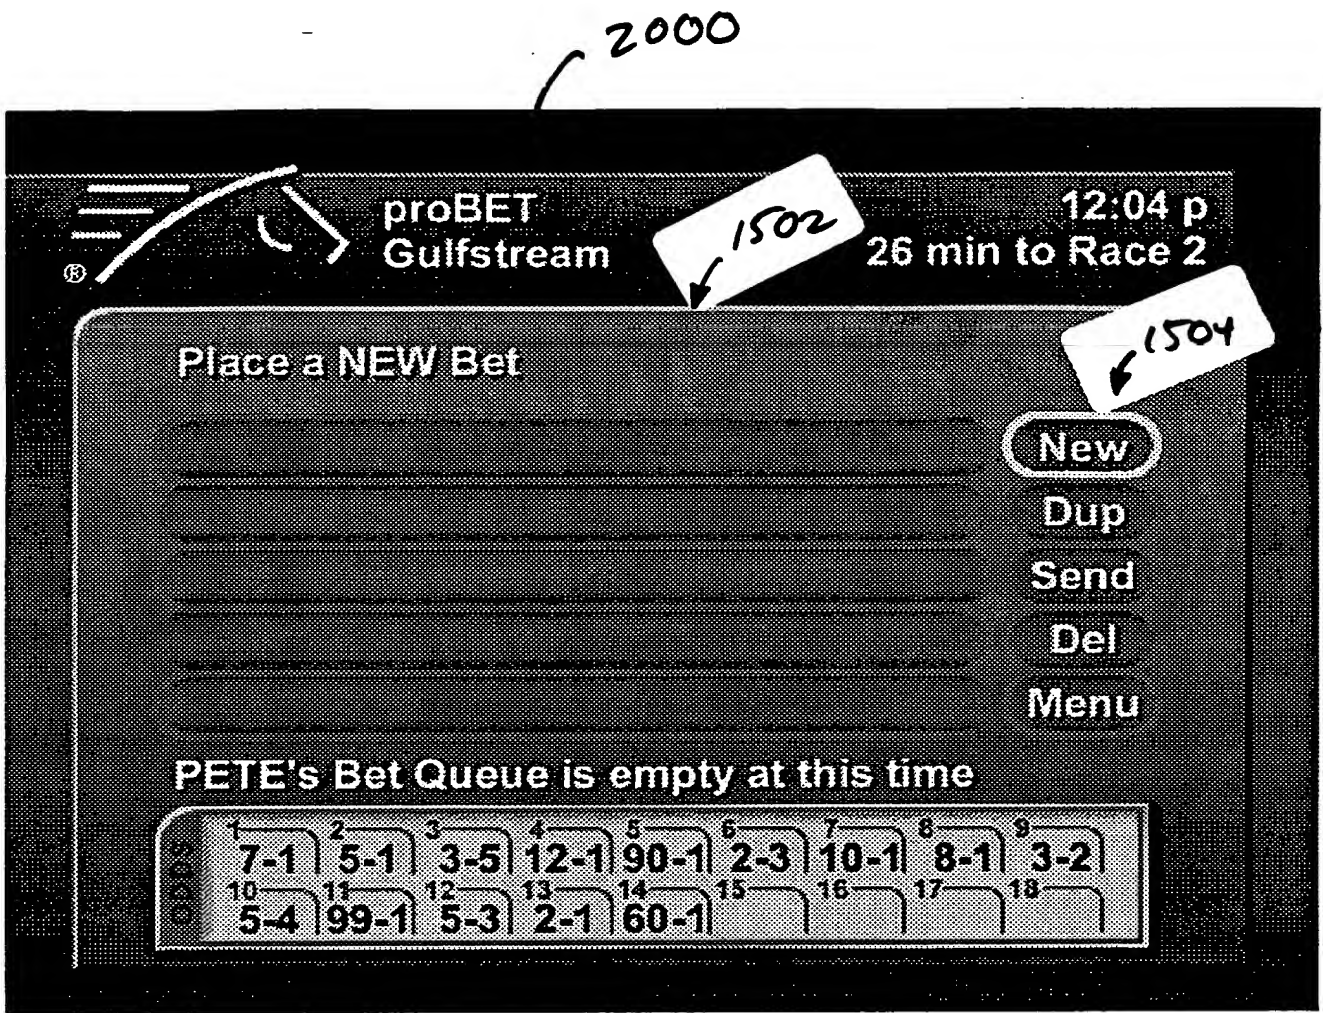 2000
proBET
Gulfstream
12:04 p
26 min to Race 2
®
1502
1504
Place a NEW Bet
New
Dup
Send
Del
Menu
PETE's Bet Queue is empty at this time
ODDS
1 2 3 4 5 6 7 8 9
7-1 5-1 3-5 12-1 90-1 2-3 10-1 8-1 3-2
10 11 12 13 14 15 16 17 18
5-4 99-1 5-3 2-1 60-1